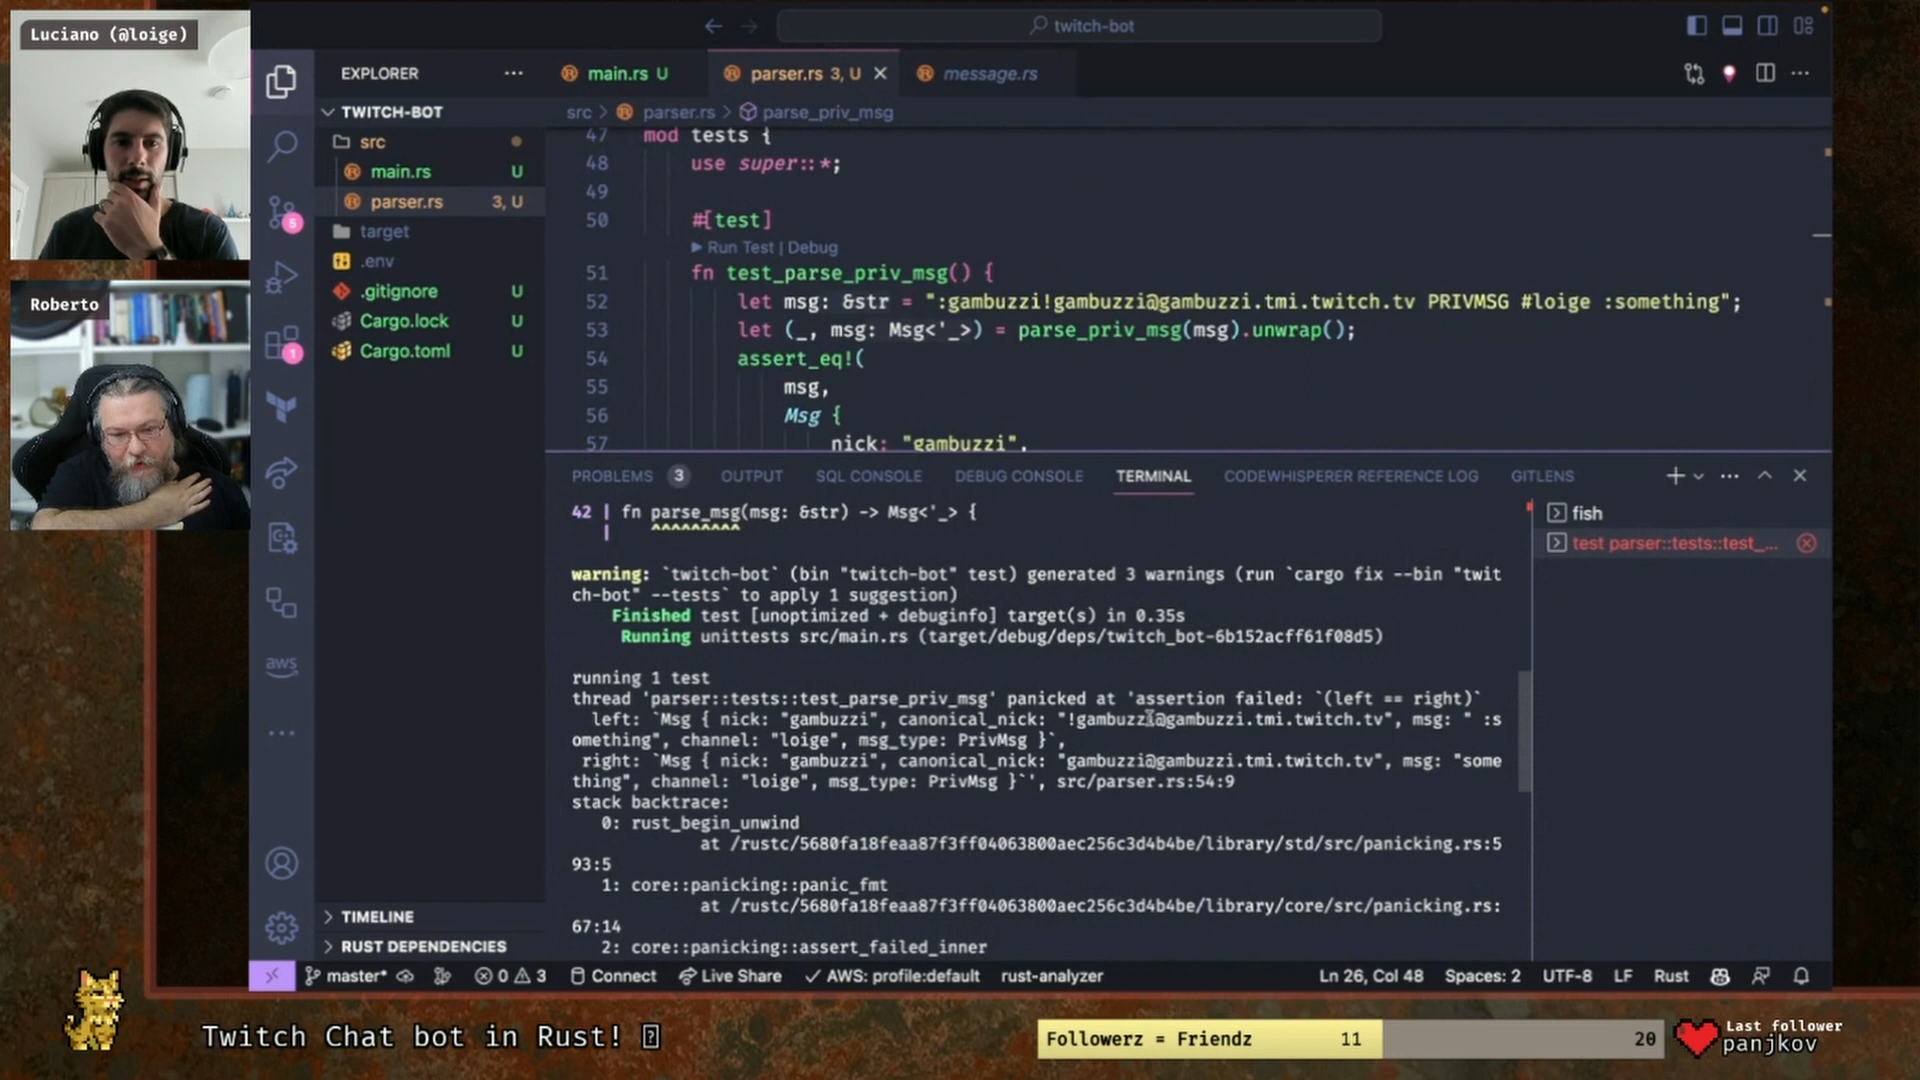 Luciano (@loige)
Roberto
twitch-bot
EXPLORER
TWITCH-BOT
src
main.rs U
parser.rs 3, U
target
.env
.gitignore U
Cargo.lock U
Cargo.toml U
TIMELINE
RUST DEPENDENCIES
5
1
aws
main.rs U
parser.rs 3, U
message.rs
src > parser.rs > parse_priv_msg
47 mod tests {
48 use super::*;
49
50 #[test]
Run Test | Debug
51 fn test_parse_priv_msg() {
52 let msg: &str = ":gambuzzi!gambuzzi@gambuzzi.tmi.twitch.tv PRIVMSG #loige :something";
53 let (_, msg: Msg<'_>) = parse_priv_msg(msg).unwrap();
54 assert_eq!(
55 msg,
56 Msg {
57 nick: "gambuzzi",
PROBLEMS 3 OUTPUT SQL CONSOLE DEBUG CONSOLE TERMINAL CODEWHISPERER REFERENCE LOG GITLENS
42 | fn parse_msg(msg: &str) -> Msg<'_> {
| ^^^^^^^^^
warning: `twitch-bot` (bin "twitch-bot" test) generated 3 warnings (run `cargo fix --bin "twit
ch-bot" --tests` to apply 1 suggestion)
Finished test [unoptimized + debuginfo] target(s) in 0.35s
Running unittests src/main.rs (target/debug/deps/twitch_bot-6b152acff61f08d5)
running 1 test
thread 'parser::tests::test_parse_priv_msg' panicked at 'assertion failed: `(left == right)`
left: `Msg { nick: "gambuzzi", canonical_nick: "!gambuzzi@gambuzzi.tmi.twitch.tv", msg: " :s
omething", channel: "loige", msg_type: PrivMsg }`,
right: `Msg { nick: "gambuzzi", canonical_nick: "gambuzzi@gambuzzi.tmi.twitch.tv", msg: "some
thing", channel: "loige", msg_type: PrivMsg }`', src/parser.rs:54:9
stack backtrace:
0: rust_begin_unwind
at /rustc/5680fa18feaa87f3ff04063800aec256c3d4b4be/library/std/src/panicking.rs:5
93:5
1: core::panicking::panic_fmt
at /rustc/5680fa18feaa87f3ff04063800aec256c3d4b4be/library/core/src/panicking.rs:
67:14
2: core::panicking::assert_failed_inner
fish
test parser::tests::test_...
master* 0 3 Connect Live Share AWS: profile:default rust-analyzer Ln 26, Col 48 Spaces: 2 UTF-8 LF Rust
Twitch Chat bot in Rust!
Followerz = Friendz 11 20
Last follower
panjkov